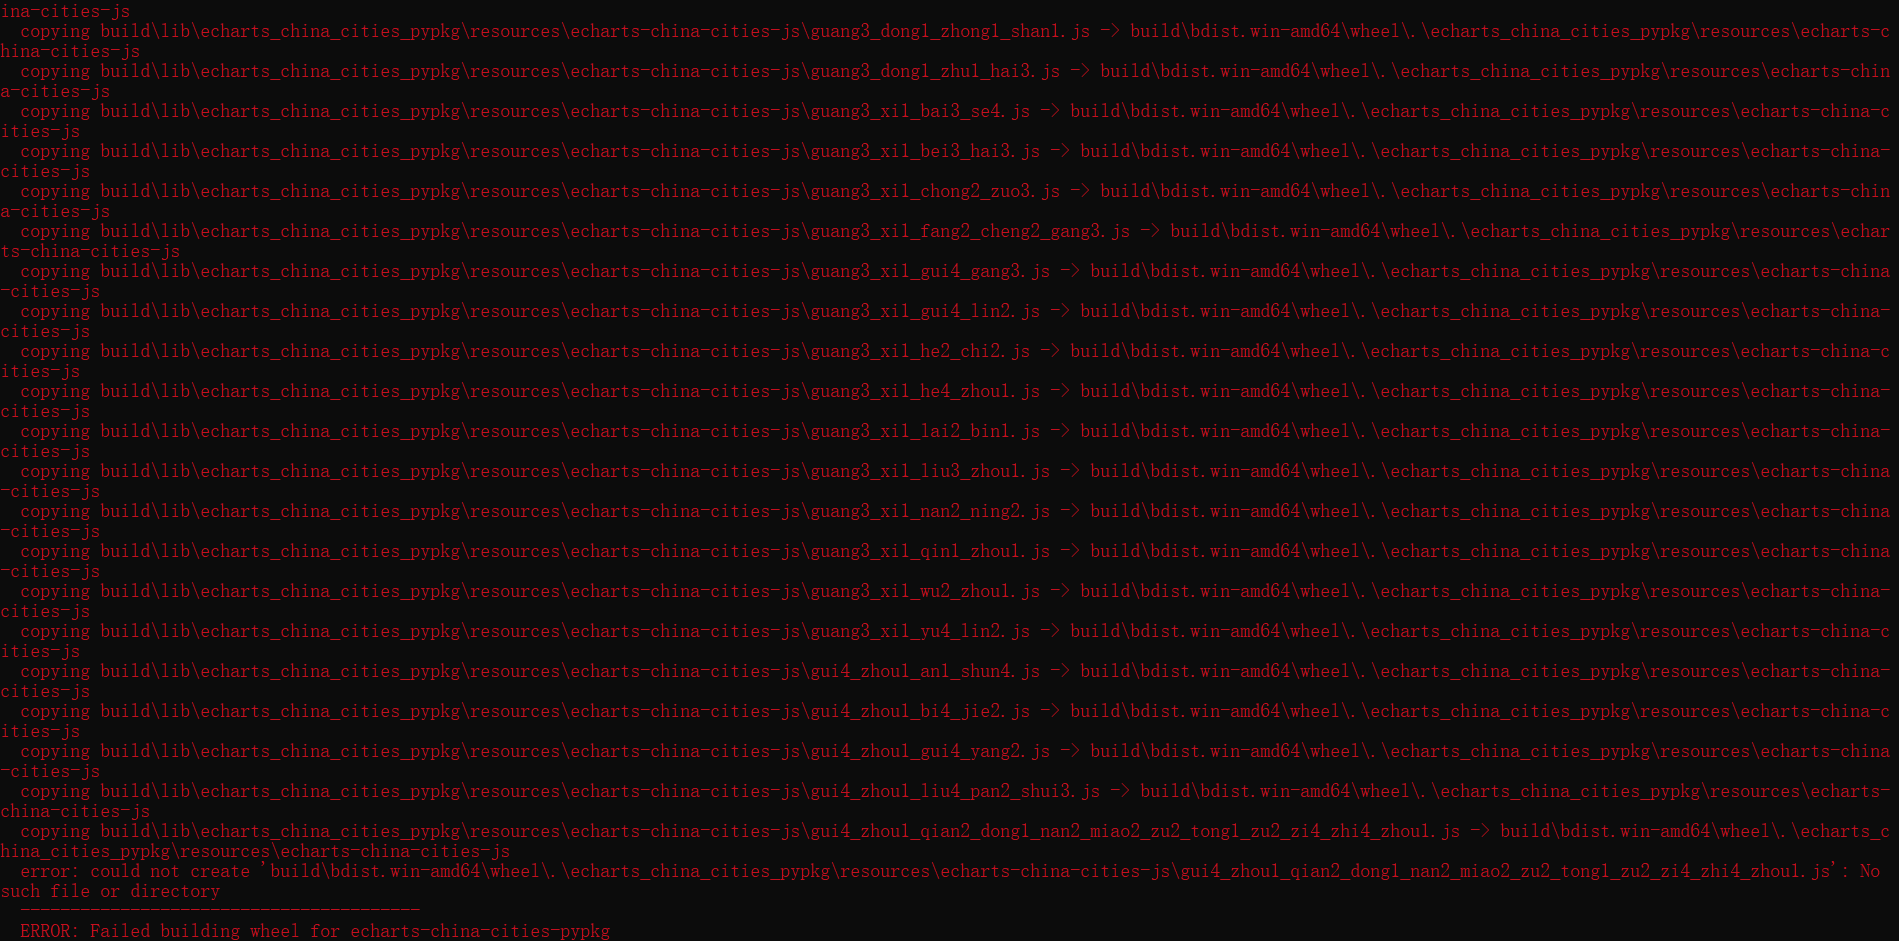 ina-cities-js
copying build\lib\echarts_china_cities_pypkg\resources\echarts-china-cities-js\guang3_dong1_zhong1_shan1.js -> build\bdist.win-amd64\wheel\.\echarts_china_cities_pypkg\resources\echarts-c
hina-cities-js
copying build\lib\echarts_china_cities_pypkg\resources\echarts-china-cities-js\guang3_dong1_zhu1_hai3.js -> build\bdist.win-amd64\wheel\.\echarts_china_cities_pypkg\resources\echarts-chin
a-cities-js
copying build\lib\echarts_china_cities_pypkg\resources\echarts-china-cities-js\guang3_xi1_bai3_se4.js -> build\bdist.win-amd64\wheel\.\echarts_china_cities_pypkg\resources\echarts-china-c
ities-js
copying build\lib\echarts_china_cities_pypkg\resources\echarts-china-cities-js\guang3_xi1_bei3_hai3.js -> build\bdist.win-amd64\wheel\.\echarts_china_cities_pypkg\resources\echarts-china-
cities-js
copying build\lib\echarts_china_cities_pypkg\resources\echarts-china-cities-js\guang3_xi1_chong2_zuo3.js -> build\bdist.win-amd64\wheel\.\echarts_china_cities_pypkg\resources\echarts-chin
a-cities-js
copying build\lib\echarts_china_cities_pypkg\resources\echarts-china-cities-js\guang3_xi1_fang2_cheng2_gang3.js -> build\bdist.win-amd64\wheel\.\echarts_china_cities_pypkg\resources\echar
ts-china-cities-js
copying build\lib\echarts_china_cities_pypkg\resources\echarts-china-cities-js\guang3_xi1_gui4_gang3.js -> build\bdist.win-amd64\wheel\.\echarts_china_cities_pypkg\resources\echarts-china
-cities-js
copying build\lib\echarts_china_cities_pypkg\resources\echarts-china-cities-js\guang3_xi1_gui4_lin2.js -> build\bdist.win-amd64\wheel\.\echarts_china_cities_pypkg\resources\echarts-china-
cities-js
copying build\lib\echarts_china_cities_pypkg\resources\echarts-china-cities-js\guang3_xi1_he2_chi2.js -> build\bdist.win-amd64\wheel\.\echarts_china_cities_pypkg\resources\echarts-china-c
ities-js
copying build\lib\echarts_china_cities_pypkg\resources\echarts-china-cities-js\guang3_xi1_he4_zhou1.js -> build\bdist.win-amd64\wheel\.\echarts_china_cities_pypkg\resources\echarts-china-
cities-js
copying build\lib\echarts_china_cities_pypkg\resources\echarts-china-cities-js\guang3_xi1_lai2_bin1.js -> build\bdist.win-amd64\wheel\.\echarts_china_cities_pypkg\resources\echarts-china-
cities-js
copying build\lib\echarts_china_cities_pypkg\resources\echarts-china-cities-js\guang3_xi1_liu3_zhou1.js -> build\bdist.win-amd64\wheel\.\echarts_china_cities_pypkg\resources\echarts-china
-cities-js
copying build\lib\echarts_china_cities_pypkg\resources\echarts-china-cities-js\guang3_xi1_nan2_ning2.js -> build\bdist.win-amd64\wheel\.\echarts_china_cities_pypkg\resources\echarts-china
-cities-js
copying build\lib\echarts_china_cities_pypkg\resources\echarts-china-cities-js\guang3_xi1_qin1_zhou1.js -> build\bdist.win-amd64\wheel\.\echarts_china_cities_pypkg\resources\echarts-china
-cities-js
copying build\lib\echarts_china_cities_pypkg\resources\echarts-china-cities-js\guang3_xi1_wu2_zhou1.js -> build\bdist.win-amd64\wheel\.\echarts_china_cities_pypkg\resources\echarts-china-
cities-js
copying build\lib\echarts_china_cities_pypkg\resources\echarts-china-cities-js\guang3_xi1_yu4_lin2.js -> build\bdist.win-amd64\wheel\.\echarts_china_cities_pypkg\resources\echarts-china-c
ities-js
copying build\lib\echarts_china_cities_pypkg\resources\echarts-china-cities-js\gui4_zhou1_an1_shun4.js -> build\bdist.win-amd64\wheel\.\echarts_china_cities_pypkg\resources\echarts-china-
cities-js
copying build\lib\echarts_china_cities_pypkg\resources\echarts-china-cities-js\gui4_zhou1_bi4_jie2.js -> build\bdist.win-amd64\wheel\.\echarts_china_cities_pypkg\resources\echarts-china-c
ities-js
copying build\lib\echarts_china_cities_pypkg\resources\echarts-china-cities-js\gui4_zhou1_gui4_yang2.js -> build\bdist.win-amd64\wheel\.\echarts_china_cities_pypkg\resources\echarts-china
-cities-js
copying build\lib\echarts_china_cities_pypkg\resources\echarts-china-cities-js\gui4_zhou1_liu4_pan2_shui3.js -> build\bdist.win-amd64\wheel\.\echarts_china_cities_pypkg\resources\echarts-
china-cities-js
copying build\lib\echarts_china_cities_pypkg\resources\echarts-china-cities-js\gui4_zhou1_qian2_dong1_nan2_miao2_zu2_tong1_zu2_zi4_zhi4_zhou1.js -> build\bdist.win-amd64\wheel\.\echarts_c
hina_cities_pypkg\resources\echarts-china-cities-js
error: could not create 'build\bdist.win-amd64\wheel\.\echarts_china_cities_pypkg\resources\echarts-china-cities-js\gui4_zhou1_qian2_dong1_nan2_miao2_zu2_tong1_zu2_zi4_zhi4_zhou1.js': No
such file or directory
----------------------------------------
ERROR: Failed building wheel for echarts-china-cities-pypkg